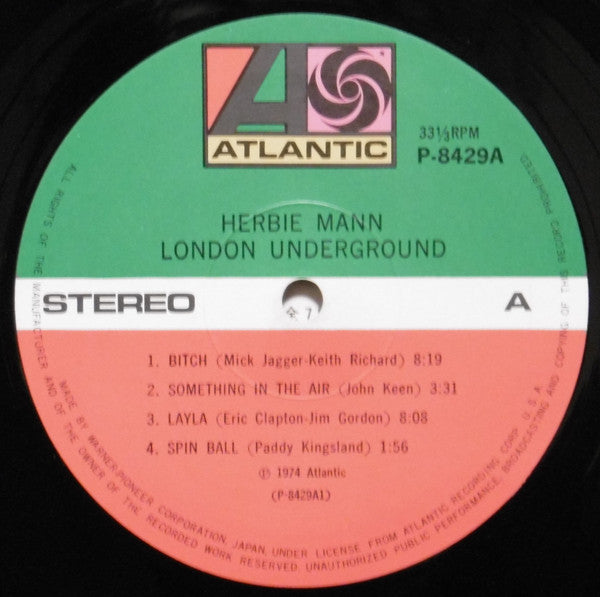 ATLANTIC
33⅓RPM
P-8429A
HERBIE MANN
LONDON UNDERGROUND
STEREO
A
全7
1. BITCH (Mick Jagger-Keith Richard) 8:19
2. SOMETHING IN THE AIR (John Keen) 3:31
3. LAYLA (Eric Clapton-Jim Gordon) 8:08
4. SPIN BALL (Paddy Kingsland) 1:56
Ⓟ 1974 Atlantic
(P-8429A1)
MADE BY WARNER-PIONEER CORPORATION, JAPAN, UNDER LICENSE FROM ATLANTIC RECORDING CORP. U.S.A.
ALL RIGHTS OF THE MANUFACTURER AND OF THE OWNER OF THE RECORDED WORK RESERVED. UNAUTHORIZED PUBLIC PERFORMANCE, BROADCASTING AND COPYING OF THIS RECORD PROHIBITED.